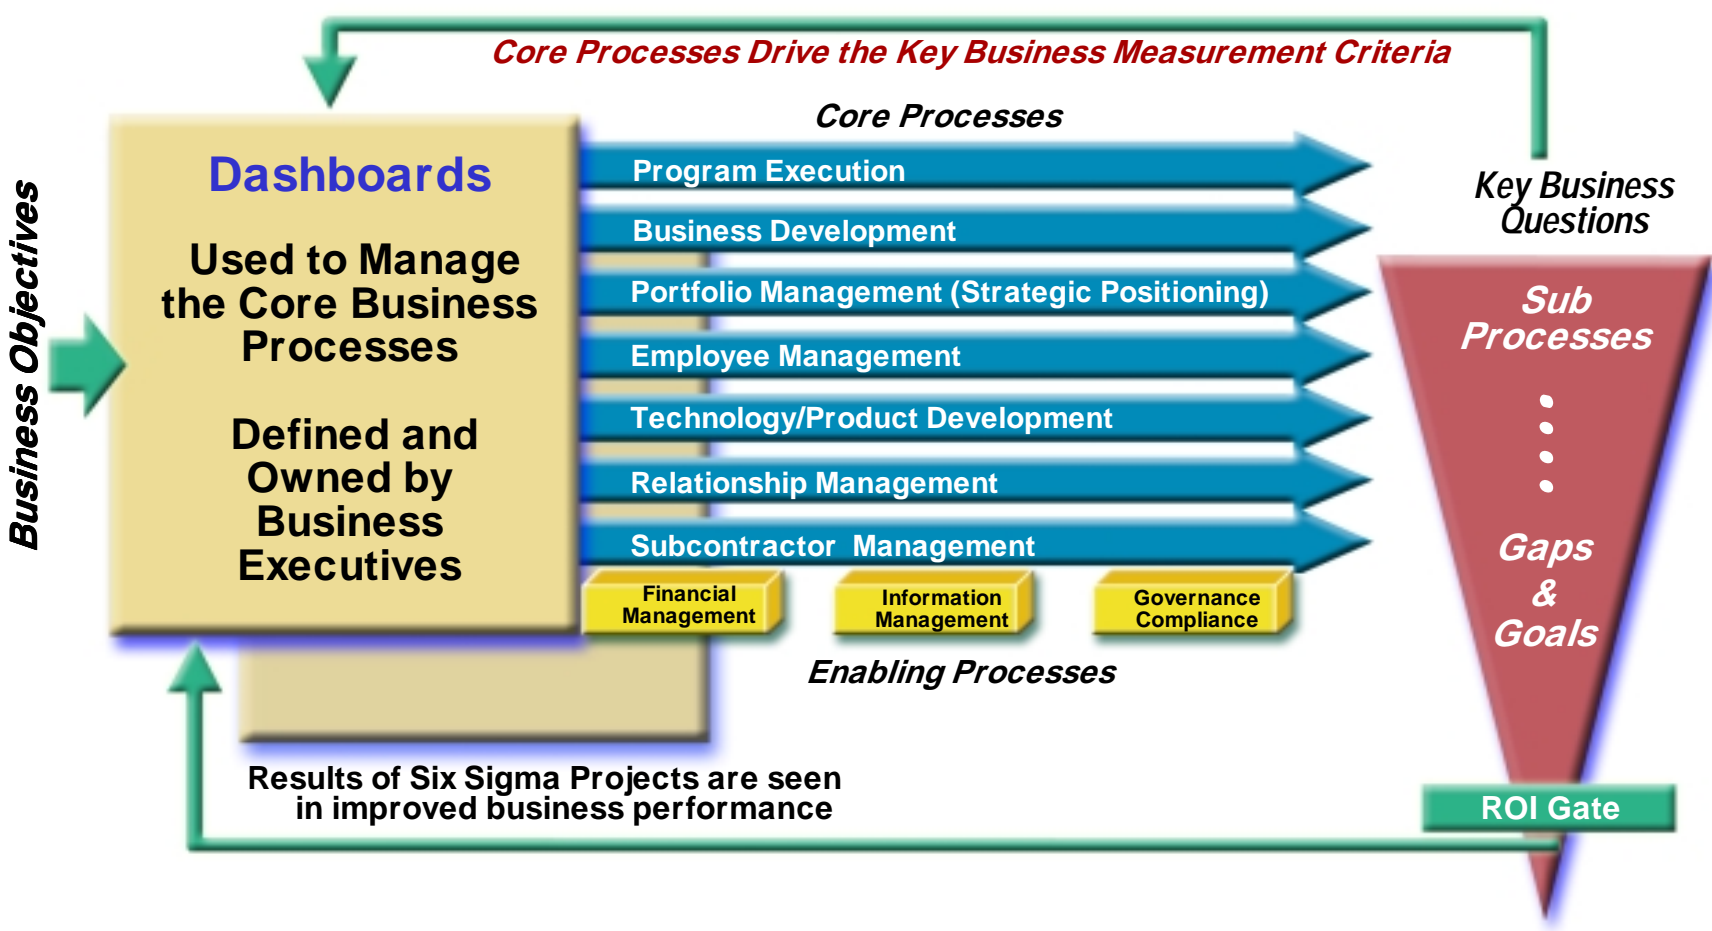 Core Processes Drive the Key Business Measurement Criteria
Core Processes
Business Objectives
Dashboards
Used to Manage
the Core Business
Processes
Defined and
Owned by
Business
Executives
Program Execution
Business Development
Portfolio Management (Strategic Positioning)
Employee Management
Technology/Product Development
Relationship Management
Subcontractor Management
Financial
Management
Information
Management
Governance
Compliance
Enabling Processes
Key Business
Questions
Sub
Processes
Gaps
&
Goals
ROI Gate
Results of Six Sigma Projects are seen
in improved business performance